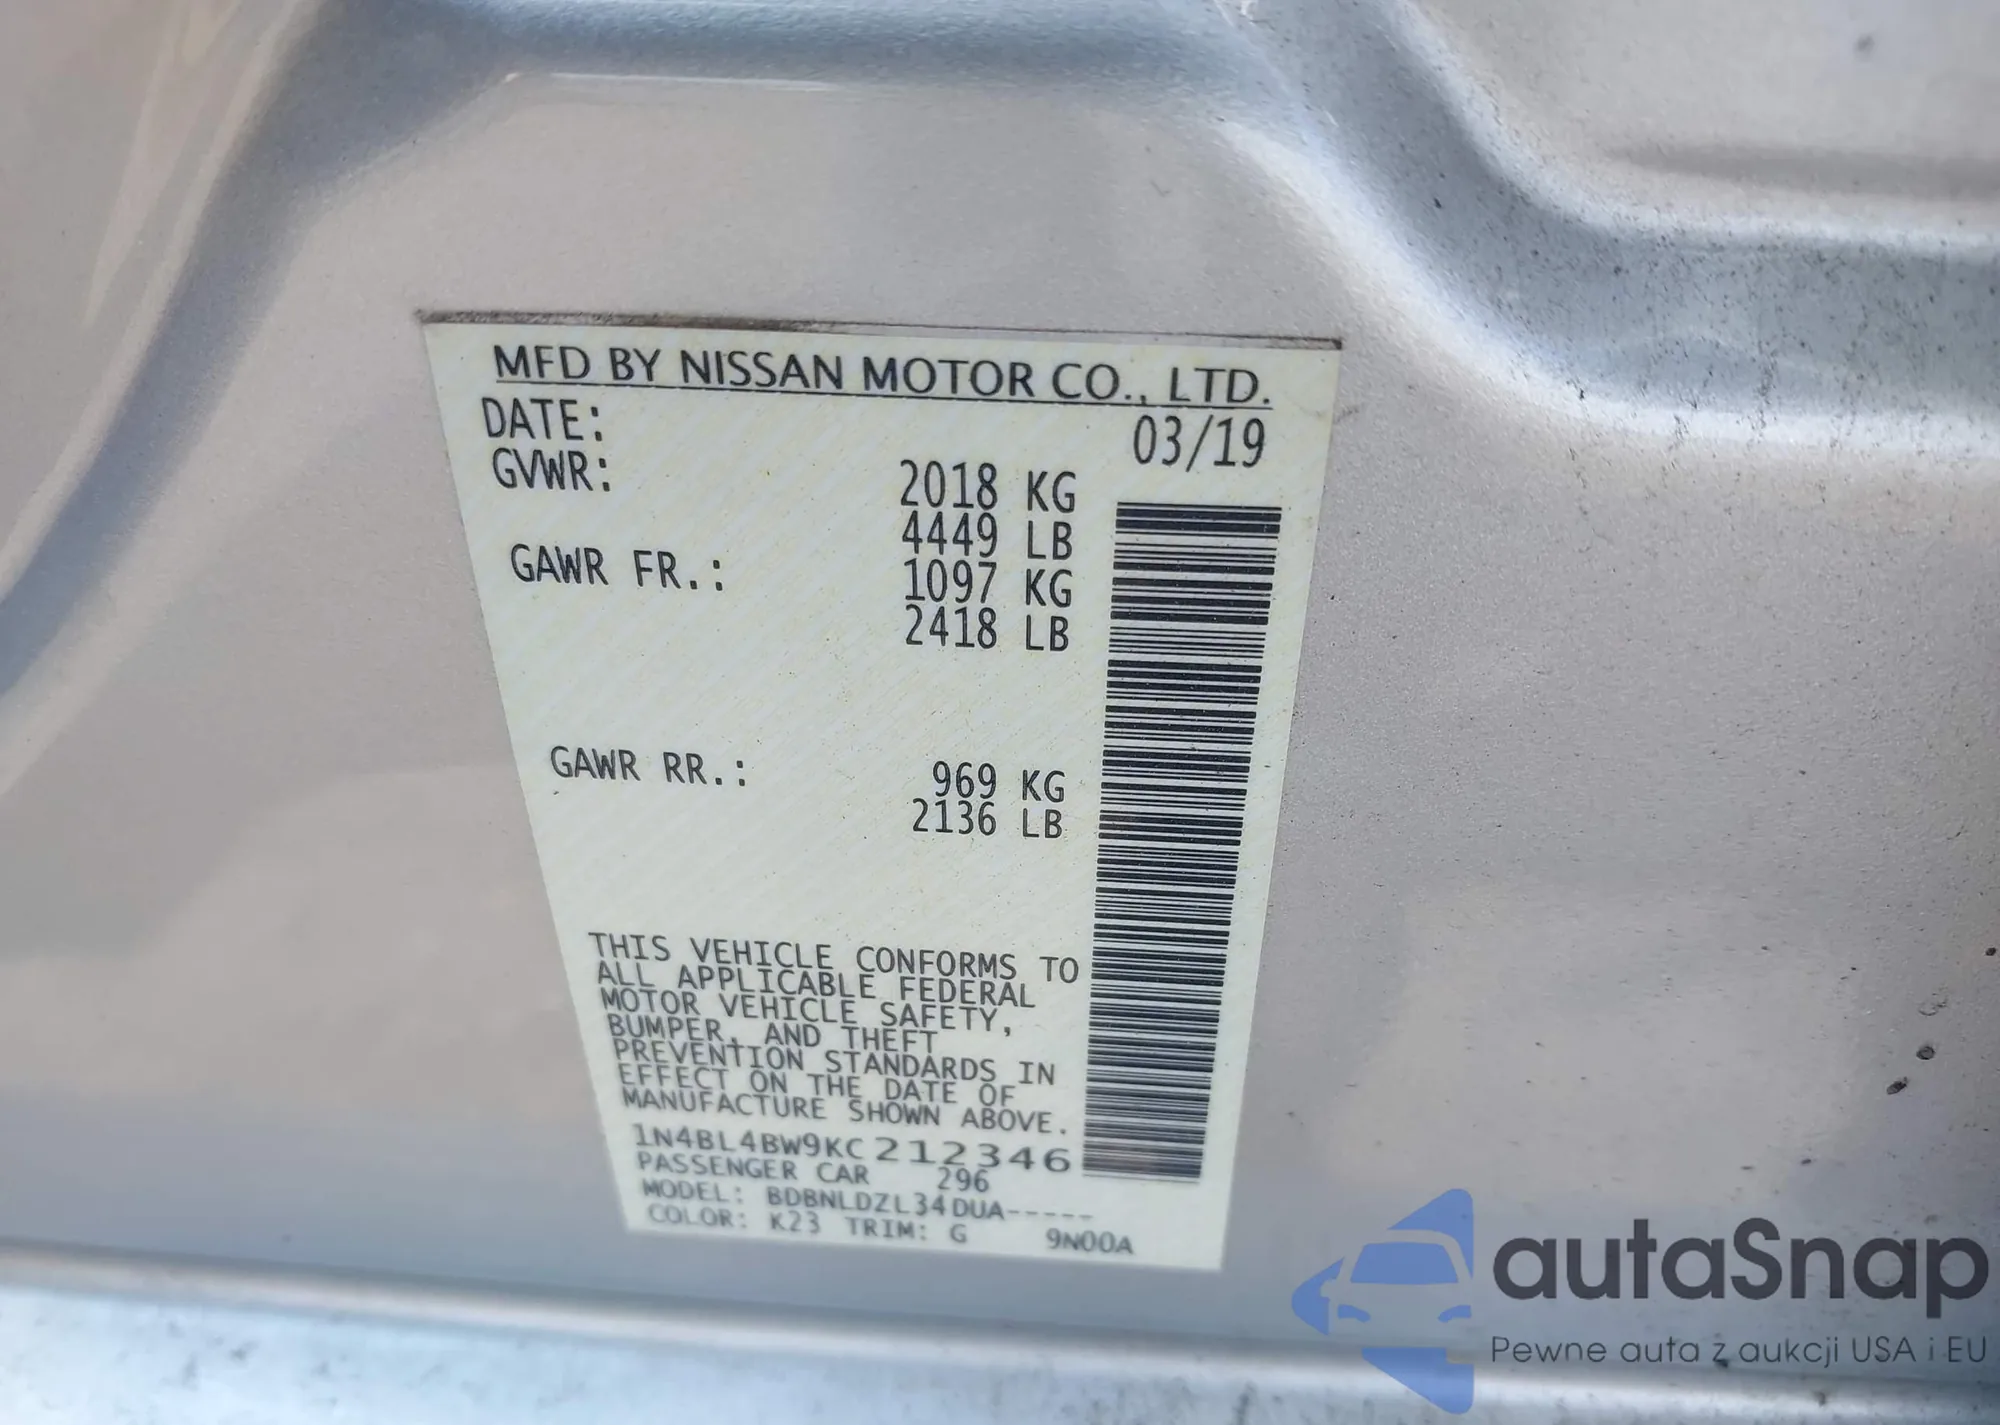 MFD BY NISSAN MOTOR CO., LTD.
DATE: 03/19
GVWR: 2018 KG
4449 LB
GAWR FR.: 1097 KG
2418 LB
GAWR RR.: 969 KG
2136 LB
THIS VEHICLE CONFORMS TO
ALL APPLICABLE FEDERAL
MOTOR VEHICLE SAFETY,
BUMPER, AND THEFT
PREVENTION STANDARDS IN
EFFECT ON THE DATE OF
MANUFACTURE SHOWN ABOVE.
1N4BL4BW9KC212346
PASSENGER CAR 296
MODEL: BDBNLDZL34DUA-----
COLOR: K23 TRIM: G 9N00A
autaSnap
Pewne auta z aukcji USA i EU